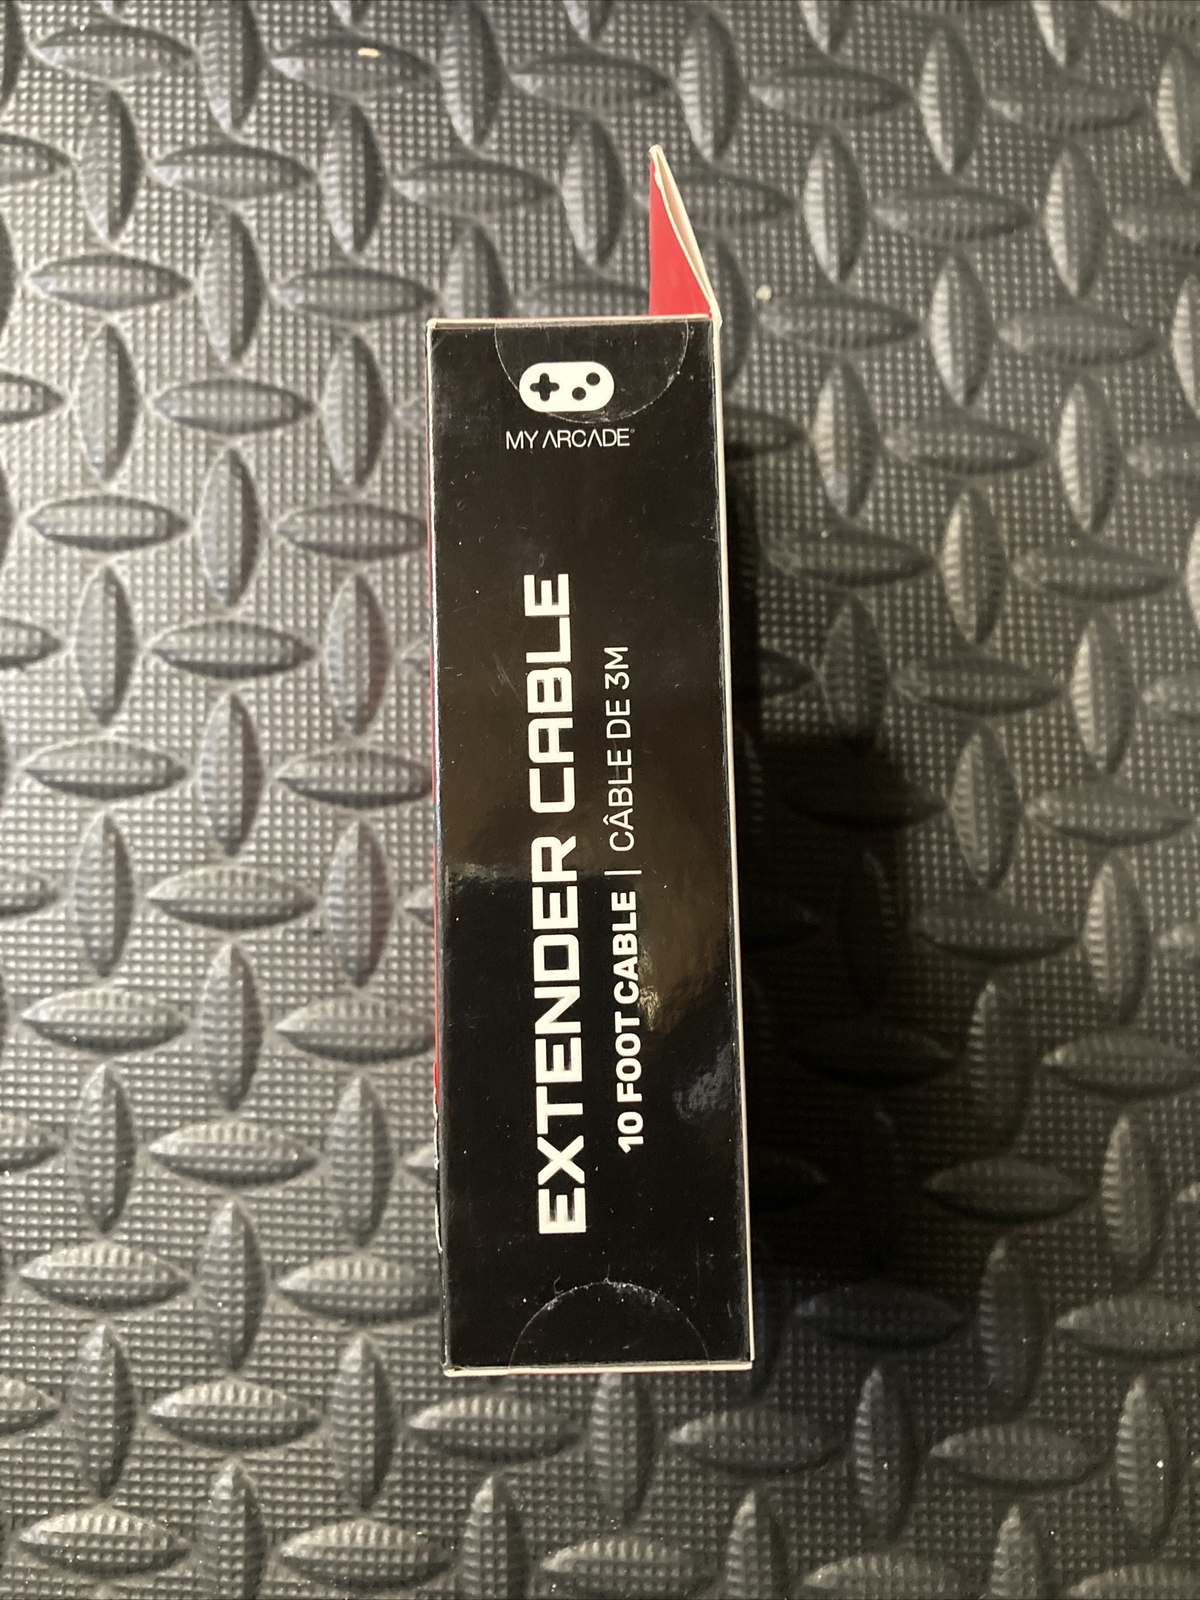 MY ARCADE®
EXTENDER CABLE
10 FOOT CABLE | CÂBLE DE 3M